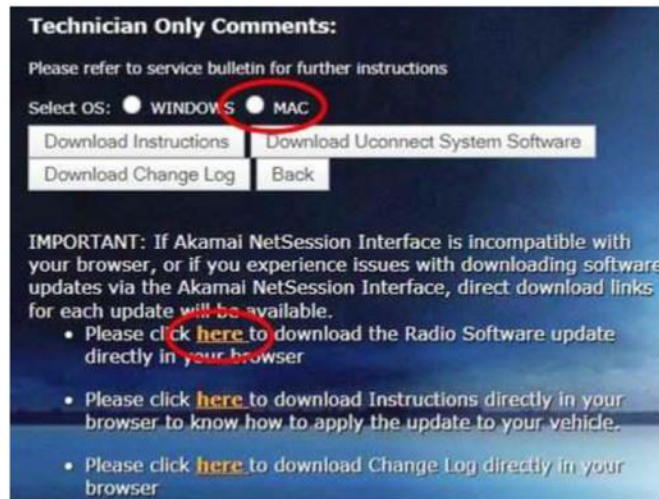 Technician Only Comments:
Please refer to service bulletin for further instructions
Select OS: WINDOWS MAC
Download Instructions Download Uconnect System Software
Download Change Log Back
IMPORTANT: If Akamai NetSession Interface is incompatible with
your browser, or if you experience issues with downloading software
updates via the Akamai NetSession Interface, direct download links
for each update will be available.
• Please click here to download the Radio Software update
directly in your browser
• Please click here to download Instructions directly in your
browser to know how to apply the update to your vehicle.
• Please click here to download Change Log directly in your
browser